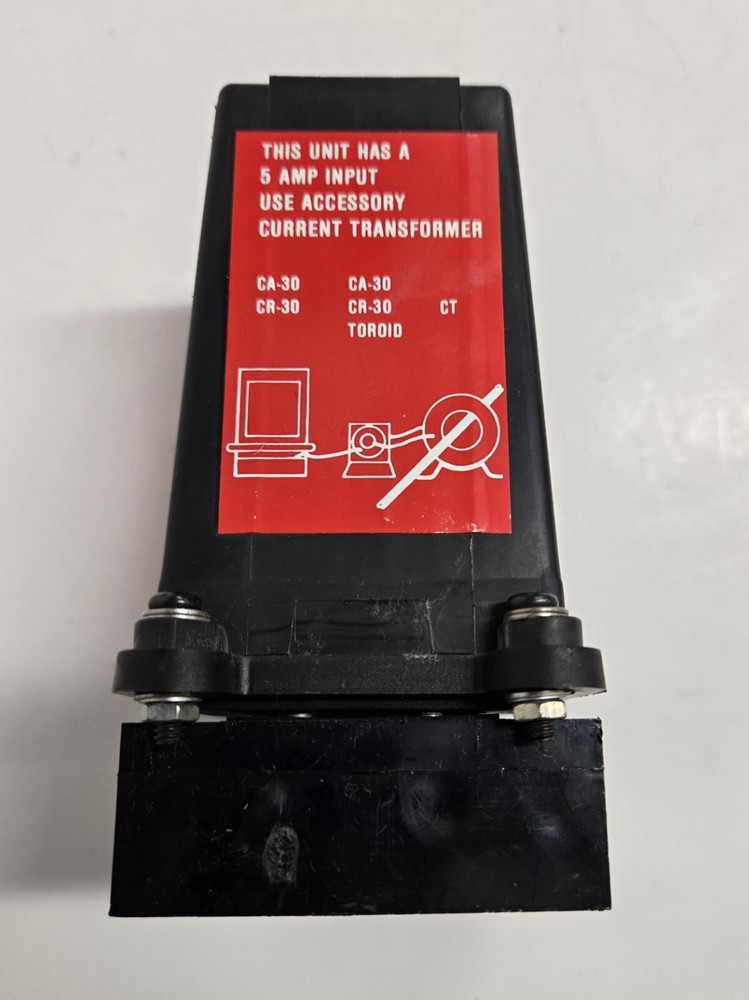 THIS UNIT HAS A
5 AMP INPUT
USE ACCESSORY
CURRENT TRANSFORMER
CA-30 CA-30
CR-30 CR-30 CT
TOROID